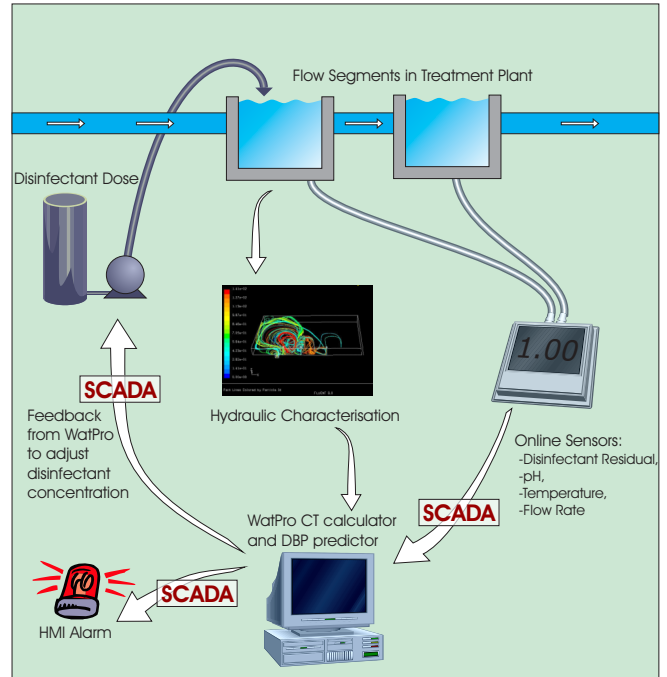 Flow Segments in Treatment Plant
Disinfectant Dose
1.00
Hydraulic Characterisation
SCADA
Feedback
from WatPro
to adjust
disinfectant
concentration
Online Sensors:
-Disinfectant Residual,
-pH,
-Temperature,
-Flow Rate
SCADA
WatPro CT calculator
and DBP predictor
SCADA
HMI Alarm